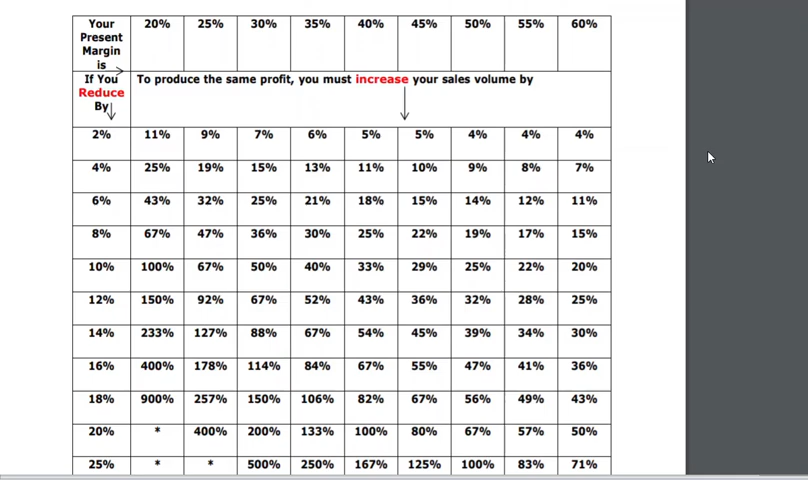 Your Present Margin is 20% 25% 30% 35% 40% 45% 50% 55% 60%
If You Reduce By To produce the same profit, you must increase your sales volume by
2% 11% 9% 7% 6% 5% 5% 4% 4% 4%
4% 25% 19% 15% 13% 11% 10% 9% 8% 7%
6% 43% 32% 25% 21% 18% 15% 14% 12% 11%
8% 67% 47% 36% 30% 25% 22% 19% 17% 15%
10% 100% 67% 50% 40% 33% 29% 25% 22% 20%
12% 150% 92% 67% 52% 43% 36% 32% 28% 25%
14% 233% 127% 88% 67% 54% 45% 39% 34% 30%
16% 400% 178% 114% 84% 67% 55% 47% 41% 36%
18% 900% 257% 150% 106% 82% 67% 56% 49% 43%
20% * 400% 200% 133% 100% 80% 67% 57% 50%
25% * * 500% 250% 167% 125% 100% 83% 71%